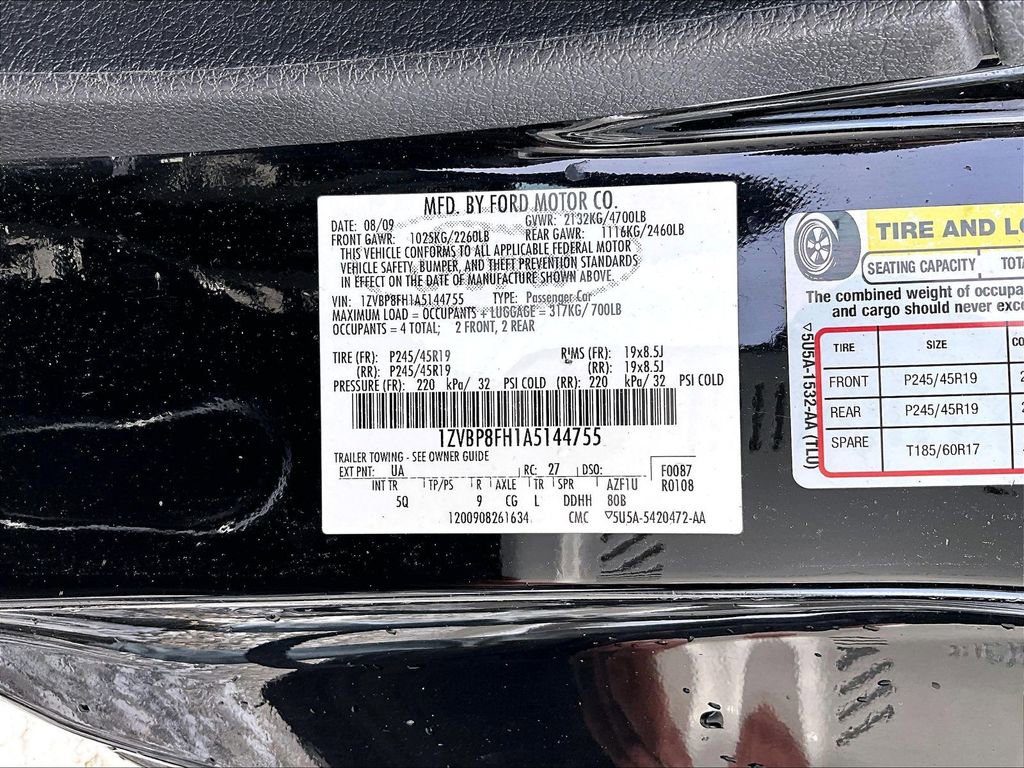 MFD. BY FORD MOTOR CO.
DATE: 08/09 GVWR: 2132KG/4700LB
FRONT GAWR: 1025KG/2260LB REAR GAWR: 1116KG/2460LB
THIS VEHICLE CONFORMS TO ALL APPLICABLE FEDERAL MOTOR
VEHICLE SAFETY, BUMPER, AND THEFT PREVENTION STANDARDS
IN EFFECT ON THE DATE OF MANUFACTURE SHOWN ABOVE.
VIN: 1ZVBP8FH1A5144755 TYPE: Passenger Car
MAXIMUM LOAD = OCCUPANTS + LUGGAGE = 317KG/ 700LB
OCCUPANTS = 4 TOTAL; 2 FRONT, 2 REAR
TIRE (FR): P245/45R19 RIMS (FR): 19x8.5J
(RR): P245/45R19 (RR): 19x8.5J
PRESSURE (FR): 220 kPa/ 32 PSI COLD (RR): 220 kPa/ 32 PSI COLD
1ZVBP8FH1A5144755
TRAILER TOWING - SEE OWNER GUIDE
EXT PNT: UA RC: 27 DSO: F0087
INT TR TP/PS R AXLE TR SPR AZF1U R0108
5Q 9 CG L DDHH 80B
1200908261634 CMC ▽5U5A-5420472-AA
TIRE AND LO
SEATING CAPACITY TOTA
The combined weight of occupa
and cargo should never exce
TIRE SIZE CO
FRONT P245/45R19 2
REAR P245/45R19 2
SPARE T185/60R17 4
▽5U5A-1532-AA (TL0)